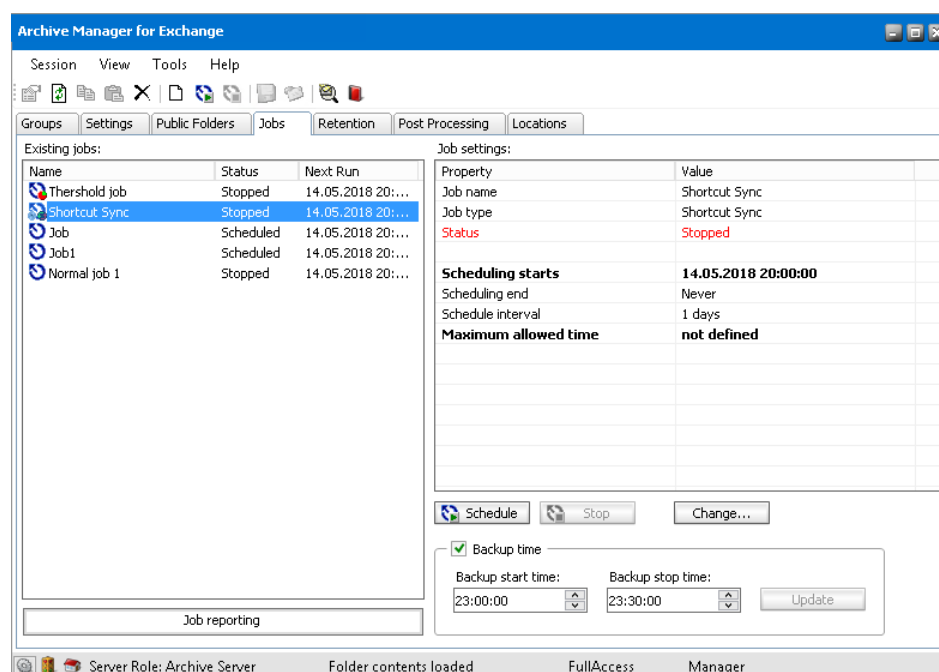 Archive Manager for Exchange
Session View Tools Help
Groups Settings Public Folders Jobs Retention Post Processing Locations
Existing jobs:
Name Status Next Run
Thershold job Stopped 14.05.2018 20:...
Shortcut Sync Stopped 14.05.2018 20:...
Job Scheduled 14.05.2018 20:...
Job1 Scheduled 14.05.2018 20:...
Normal job 1 Stopped 14.05.2018 20:...
Job reporting
Job settings:
Property Value
Job name Shortcut Sync
Job type Shortcut Sync
Status Stopped
Scheduling starts 14.05.2018 20:00:00
Scheduling end Never
Schedule interval 1 days
Maximum allowed time not defined
Schedule Stop Change...
Backup time
Backup start time: Backup stop time:
23:00:00 23:30:00 Update
Server Role: Archive Server Folder contents loaded FullAccess Manager